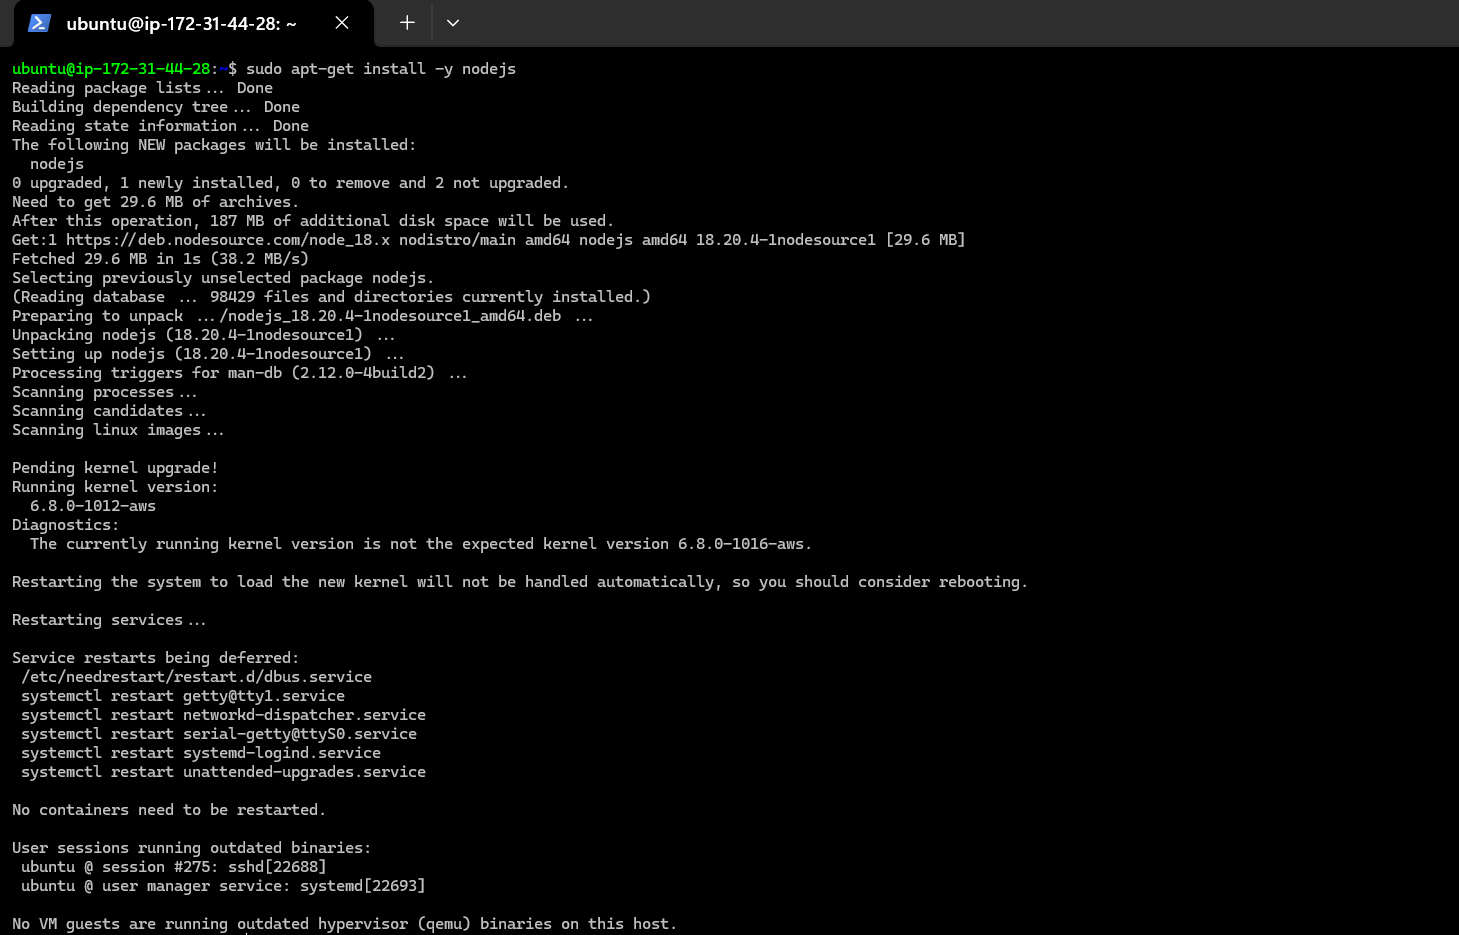 ubuntu@ip-172-31-44-28: ~
ubuntu@ip-172-31-44-28:~$ sudo apt-get install -y nodejs
Reading package lists... Done
Building dependency tree... Done
Reading state information... Done
The following NEW packages will be installed:
  nodejs
0 upgraded, 1 newly installed, 0 to remove and 2 not upgraded.
Need to get 29.6 MB of archives.
After this operation, 187 MB of additional disk space will be used.
Get:1 https://deb.nodesource.com/node_18.x nodistro/main amd64 nodejs amd64 18.20.4-1nodesource1 [29.6 MB]
Fetched 29.6 MB in 1s (38.2 MB/s)
Selecting previously unselected package nodejs.
(Reading database ... 98429 files and directories currently installed.)
Preparing to unpack .../nodejs_18.20.4-1nodesource1_amd64.deb ...
Unpacking nodejs (18.20.4-1nodesource1) ...
Setting up nodejs (18.20.4-1nodesource1) ...
Processing triggers for man-db (2.12.0-4build2) ...
Scanning processes...
Scanning candidates...
Scanning linux images...
Pending kernel upgrade!
Running kernel version:
  6.8.0-1012-aws
Diagnostics:
  The currently running kernel version is not the expected kernel version 6.8.0-1016-aws.
Restarting the system to load the new kernel will not be handled automatically, so you should consider rebooting.
Restarting services...
Service restarts being deferred:
 /etc/needrestart/restart.d/dbus.service
 systemctl restart getty@tty1.service
 systemctl restart networkd-dispatcher.service
 systemctl restart serial-getty@ttyS0.service
 systemctl restart systemd-logind.service
 systemctl restart unattended-upgrades.service
No containers need to be restarted.
User sessions running outdated binaries:
 ubuntu @ session #275: sshd[22688]
 ubuntu @ user manager service: systemd[22693]
No VM guests are running outdated hypervisor (qemu) binaries on this host.